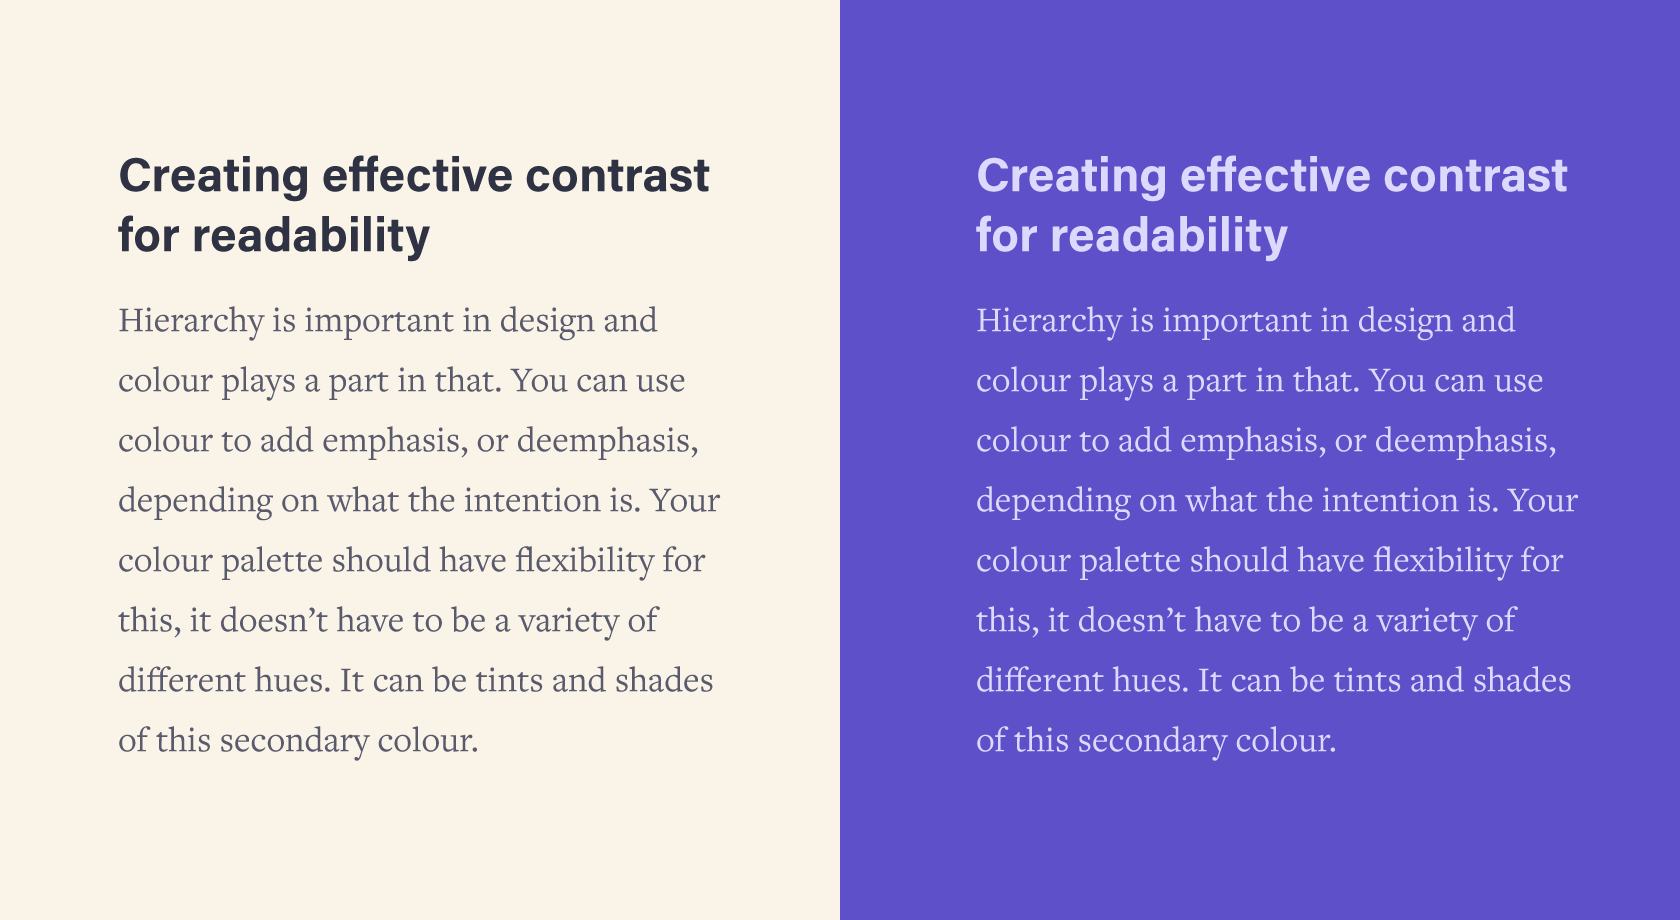 Creating effective contrast
for readability
Hierarchy is important in design and
colour plays a part in that. You can use
colour to add emphasis, or deemphasis,
depending on what the intention is. Your
colour palette should have flexibility for
this, it doesn’t have to be a variety of
different hues. It can be tints and shades
of this secondary colour.
Creating effective contrast
for readability
Hierarchy is important in design and
colour plays a part in that. You can use
colour to add emphasis, or deemphasis,
depending on what the intention is. Your
colour palette should have flexibility for
this, it doesn’t have to be a variety of
different hues. It can be tints and shades
of this secondary colour.